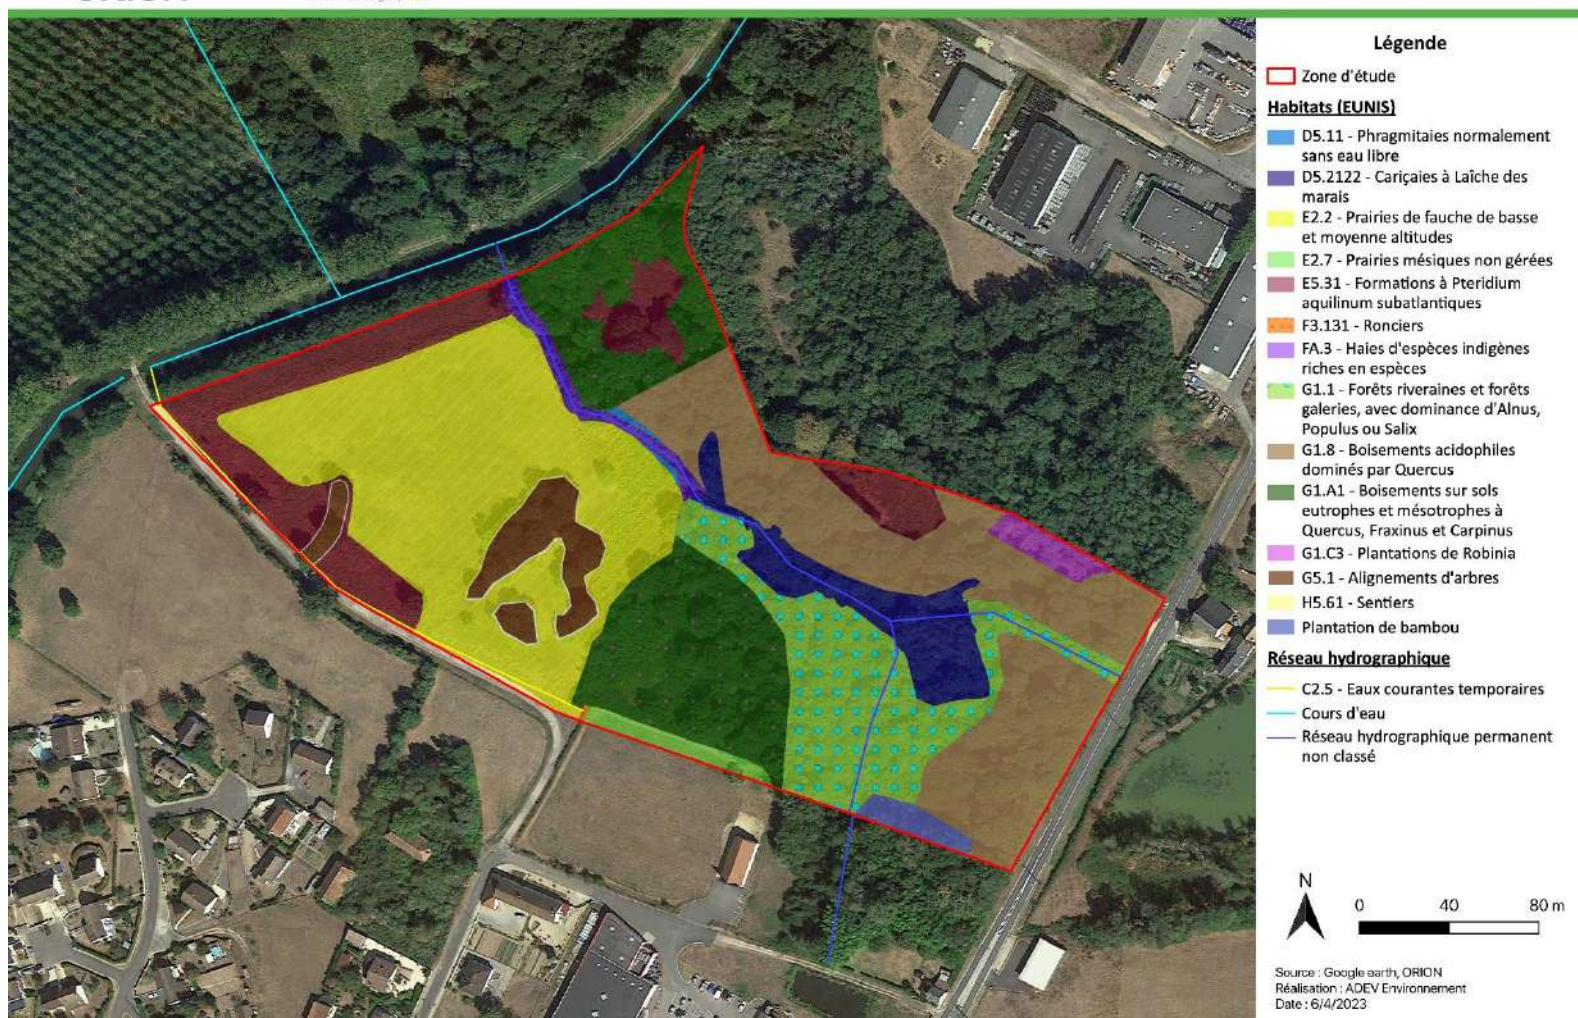 Légende
Zone d'étude
Habitats (EUNIS)
D5.11 - Phragmitaies normalement
sans eau libre
D5.2122 - Cariçaies à Laîche des
marais
E2.2 - Prairies de fauche de basse
et moyenne altitudes
E2.7 - Prairies mésiques non gérées
E5.31 - Formations à Pteridium
aquilinum subatlantiques
F3.131 - Ronciers
FA.3 - Haies d'espèces indigènes
riches en espèces
G1.1 - Forêts riveraines et forêts
galeries, avec dominance d'Alnus,
Populus ou Salix
G1.8 - Boisements acidophiles
dominés par Quercus
G1.A1 - Boisements sur sols
eutrophes et mésotrophes à
Quercus, Fraxinus et Carpinus
G1.C3 - Plantations de Robinia
G5.1 - Alignements d'arbres
H5.61 - Sentiers
Plantation de bambou
Réseau hydrographique
C2.5 - Eaux courantes temporaires
Cours d'eau
Réseau hydrographique permanent
non classé
N
0 40 80 m
Source : Google earth, ORION
Réalisation : ADEV Environnement
Date : 6/4/2023